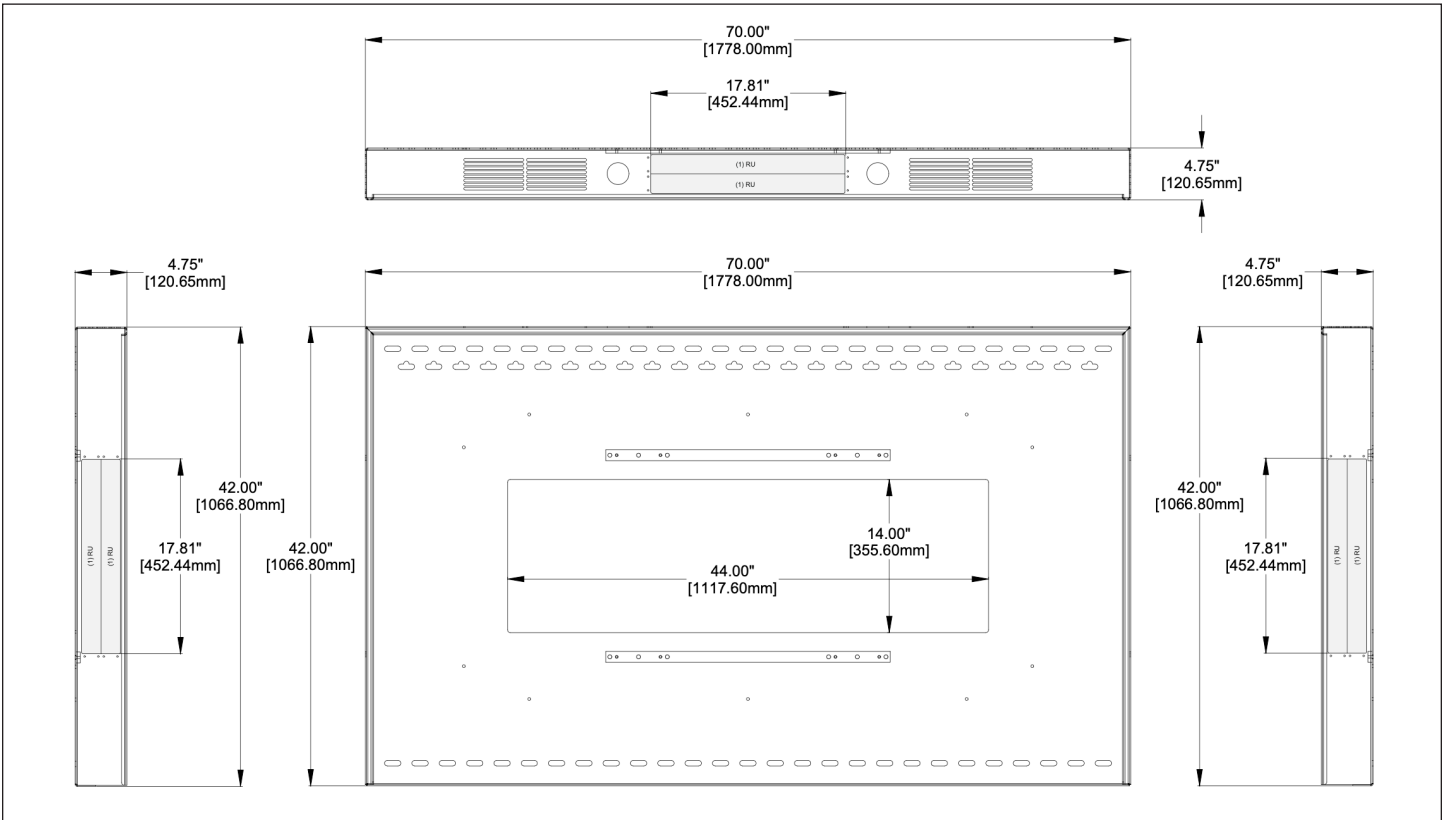 70.00"
[1778.00mm]
17.81"
[452.44mm]
(1) RU
(1) RU
4.75"
[120.65mm]
4.75"
[120.65mm]
70.00"
[1778.00mm]
4.75"
[120.65mm]
42.00"
[1066.80mm]
17.81"
[452.44mm]
(1) RU
(1) RU
42.00"
[1066.80mm]
14.00"
[355.60mm]
44.00"
[1117.60mm]
42.00"
[1066.80mm]
17.81"
[452.44mm]
(1) RU
(1) RU